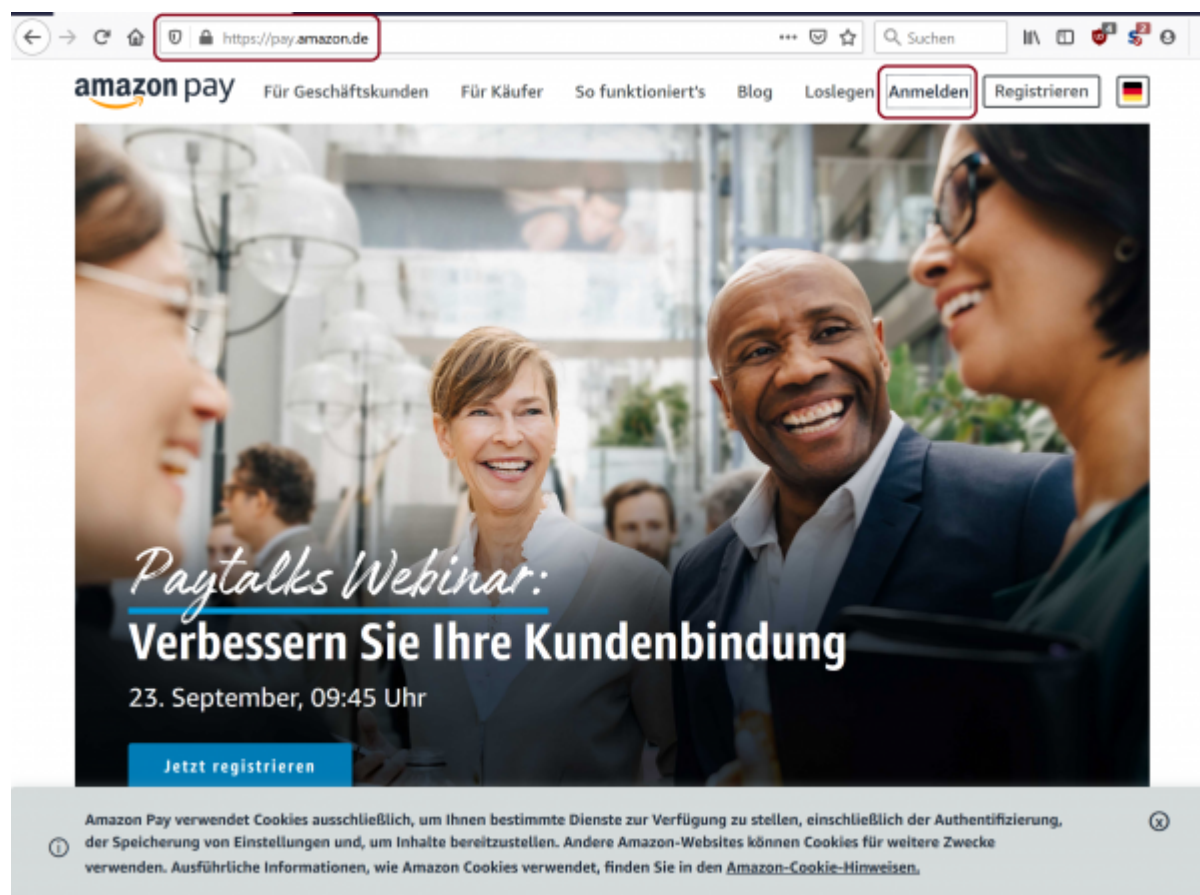 https://pay.amazon.de
Suchen
4
2
amazon pay
Für Geschäftskunden
Für Käufer
So funktioniert's
Blog
Loslegen
Anmelden
Registrieren
Paytalks Webinar:
Verbessern Sie Ihre Kundenbindung
23. September, 09:45 Uhr
Jetzt registrieren
Amazon Pay verwendet Cookies ausschließlich, um Ihnen bestimmte Dienste zur Verfügung zu stellen, einschließlich der Authentifizierung,
der Speicherung von Einstellungen und, um Inhalte bereitzustellen. Andere Amazon-Websites können Cookies für weitere Zwecke
verwenden. Ausführliche Informationen, wie Amazon Cookies verwendet, finden Sie in den Amazon-Cookie-Hinweisen.